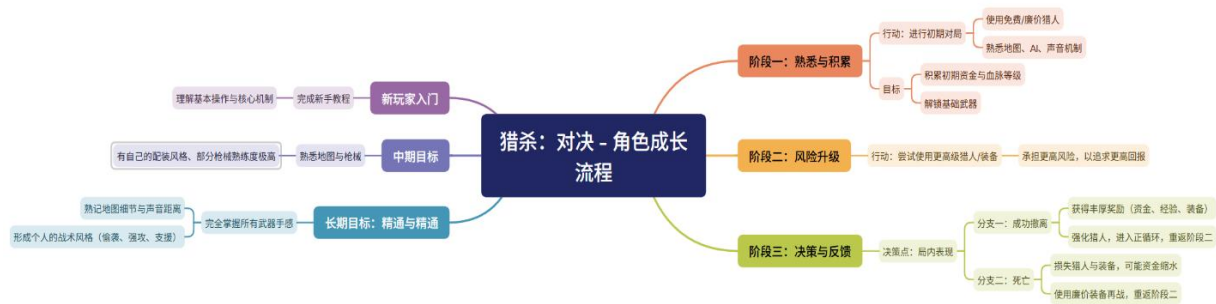 猎杀：对决 - 角色成长
流程
新玩家入门
完成新手教程
理解基本操作与核心机制
中期目标
熟悉地图与枪械
有自己的配装风格、部分枪械熟练度极高
长期目标：精通与精通
完全掌握所有武器手感
熟记地图细节与声音距离
形成个人的战术风格（偷袭、强攻、支援）
阶段一：熟悉与积累
行动：进行初期对局
使用免费/廉价猎人
熟悉地图、AI、声音机制
目标
积累初期资金与血脉等级
解锁基础武器
阶段二：风险升级
行动：尝试使用更高级猎人/装备
承担更高风险，以追求更高回报
阶段三：决策与反馈
决策点：局内表现
分支一：成功撤离
获得丰厚奖励（资金、经验、装备）
强化猎人，进入正循环，重返阶段二
分支二：死亡
损失猎人与装备，可能资金缩水
使用廉价装备再战，重返阶段二